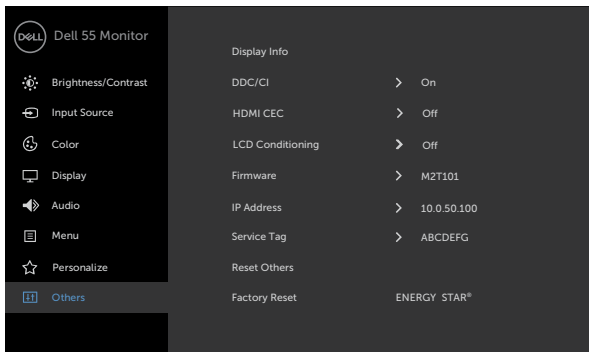 DELL Dell 55 Monitor
Display Info
Brightness/Contrast DDC/CI > On
Input Source HDMI CEC > Off
Color LCD Conditioning > Off
Display Firmware > M2T101
Audio IP Address > 10.0.50.100
Menu Service Tag > ABCDEFG
Personalize Reset Others
Others Factory Reset ENERGY STAR®